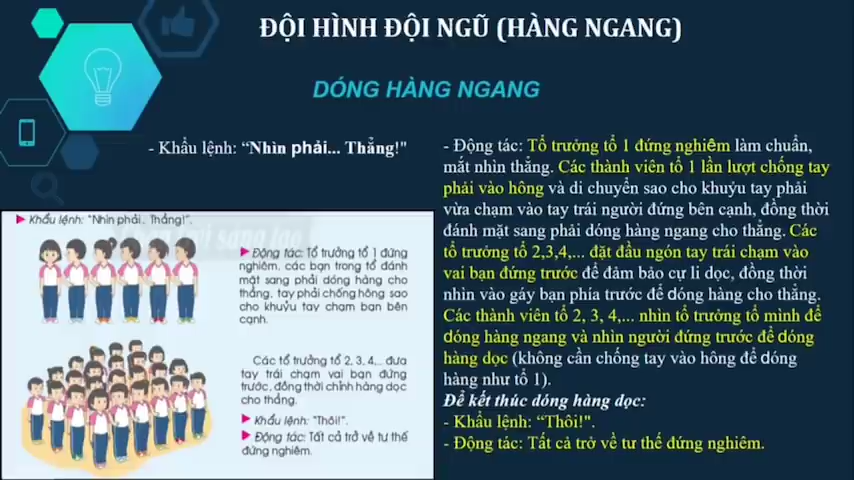 ĐỘI HÌNH ĐỘI NGŨ (HÀNG NGANG)
DÓNG HÀNG NGANG
- Khẩu lệnh: “Nhìn phải... Thẳng!"
Khẩu lệnh: "Nhìn phải... Thẳng!".
Động tác: Tổ trưởng tổ 1 đứng
nghiêm, các bạn trong tổ đánh
mặt sang phải dóng hàng cho
thẳng, tay phải chống hông sao
cho khuỷu tay chạm bạn bên
cạnh.
Các tổ trưởng tổ 2, 3, 4,.. đưa
tay trái chạm vai bạn đứng
trước, đồng thời chỉnh hàng dọc
cho thẳng.
Khẩu lệnh: "Thôi!".
Động tác: Tất cả trở về tư thế
đứng nghiêm.
- Động tác: Tổ trưởng tổ 1 đứng nghiêm làm chuẩn,
mắt nhìn thẳng. Các thành viên tổ 1 lần lượt chống tay
phải vào hông và di chuyển sao cho khuỷu tay phải
vừa chạm vào tay trái người đứng bên cạnh, đồng thời
đánh mặt sang phải dóng hàng ngang cho thẳng. Các
tổ trưởng tổ 2,3,4,... đặt đầu ngón tay trái chạm vào
vai bạn đứng trước để đảm bảo cự li dọc, đồng thời
nhìn vào gáy bạn phía trước để dóng hàng cho thẳng.
Các thành viên tổ 2, 3, 4,... nhìn tổ trưởng tổ mình để
dóng hàng ngang và nhìn người đứng trước để dóng
hàng dọc (không cần chống tay vào hông để dóng
hàng như tổ 1).
Để kết thúc dóng hàng dọc:
- Khẩu lệnh: “Thôi!".
- Động tác: Tất cả trở về tư thế đứng nghiêm.